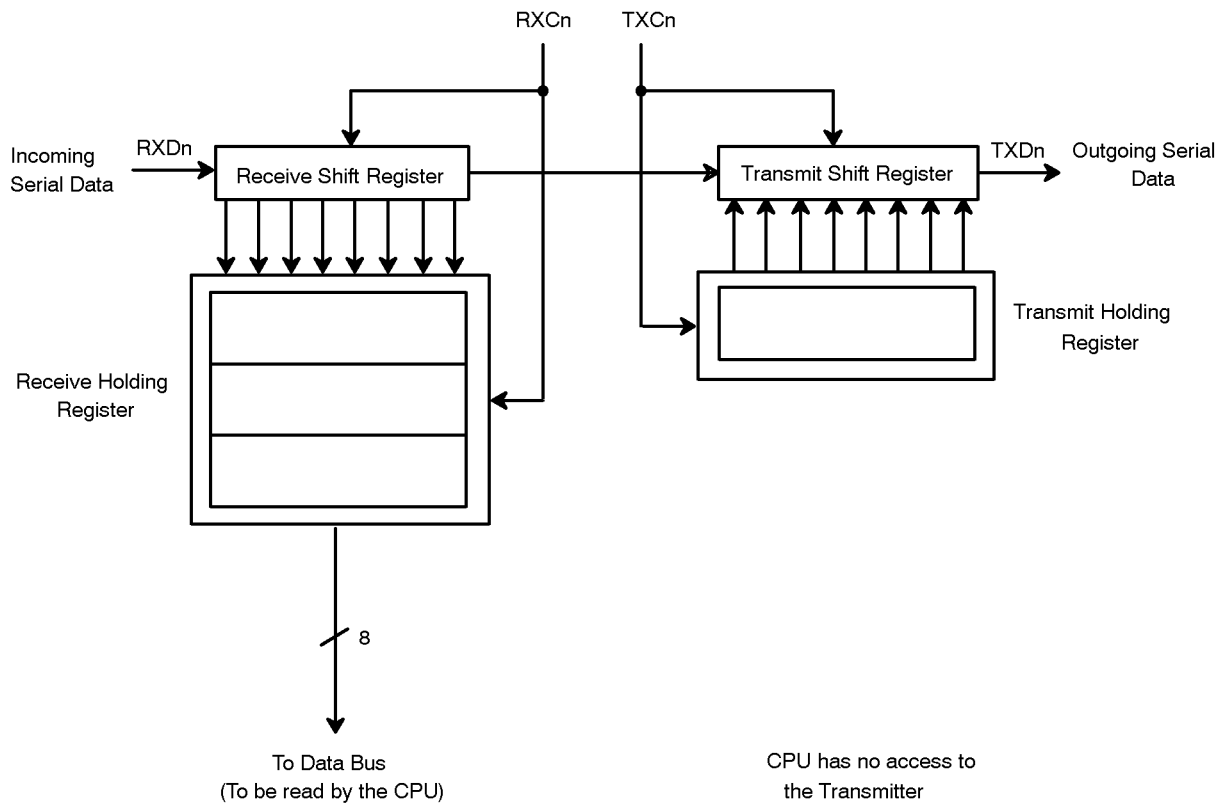 RXCn
TXCn
Incoming
Serial Data
RXDn
Receive Shift Register
Transmit Shift Register
TXDn
Outgoing Serial
Data
Receive Holding
Register
Transmit Holding
Register
8
To Data Bus
(To be read by the CPU)
CPU has no access to
the Transmitter